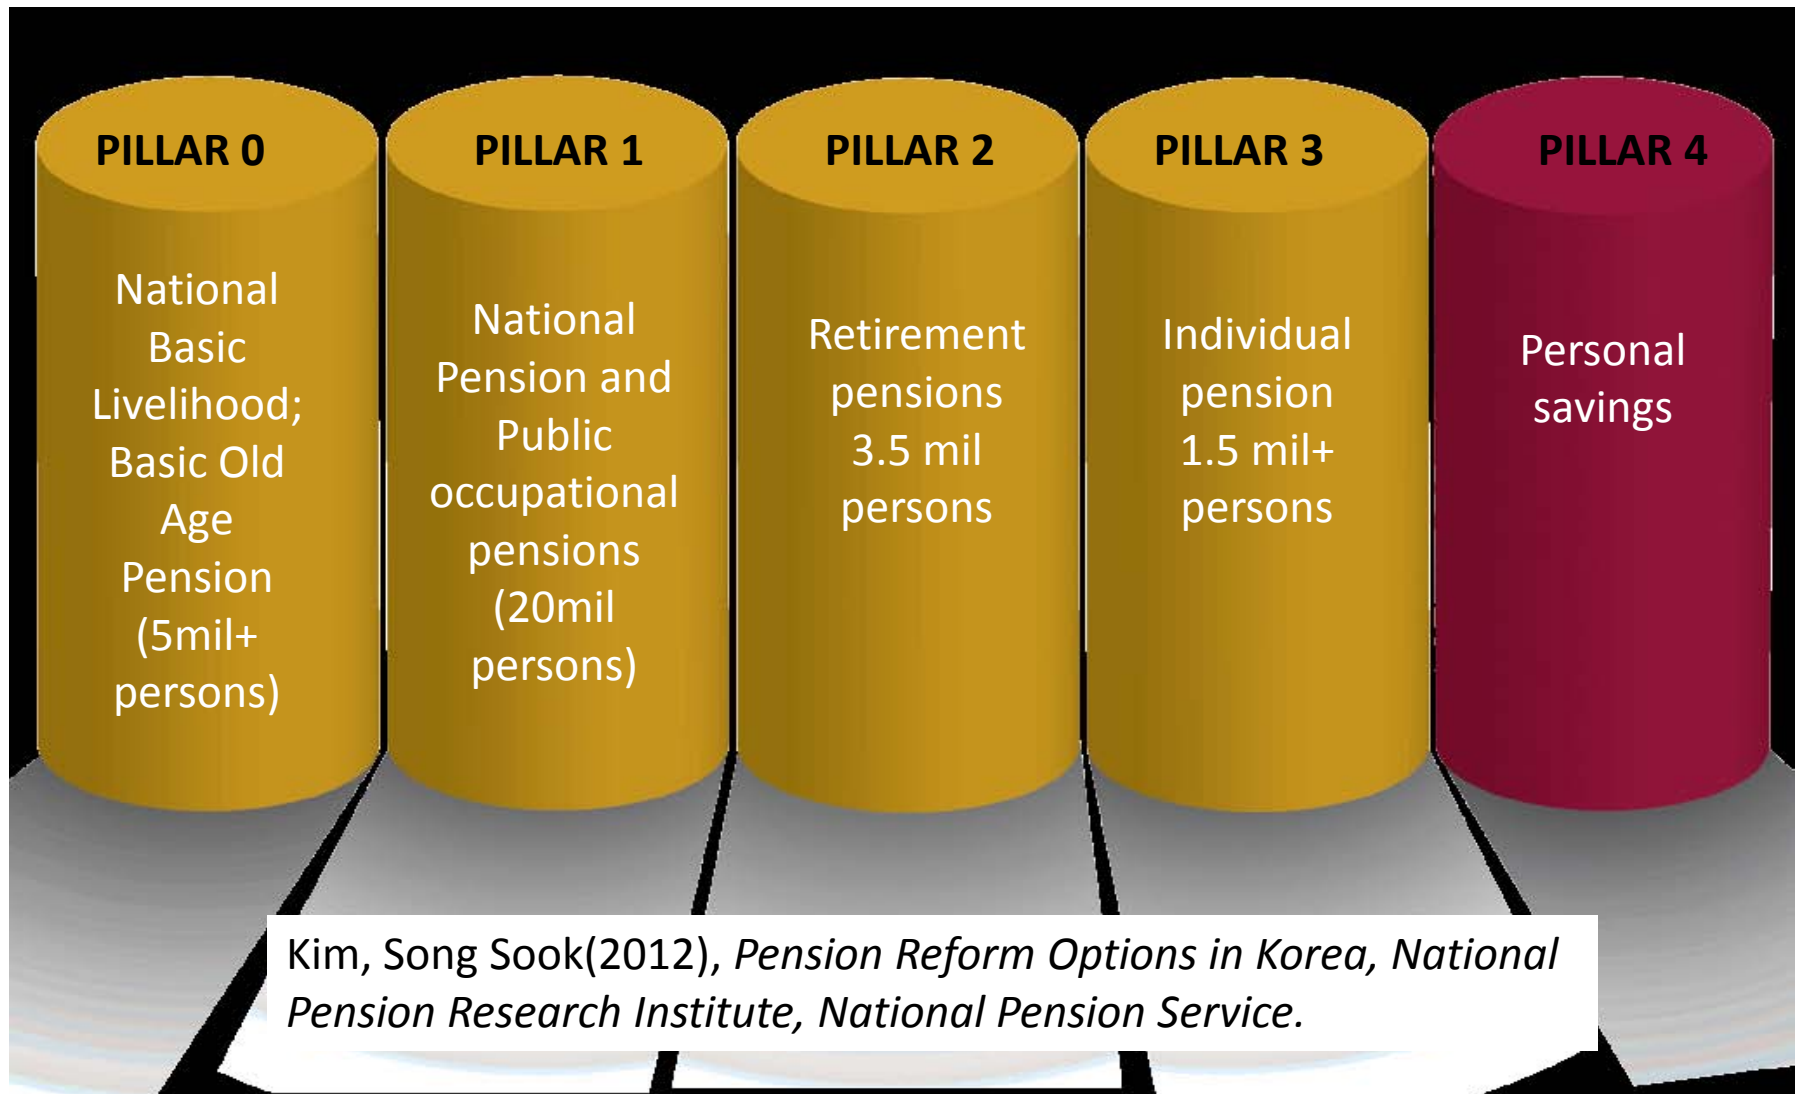 PILLAR 0
National
Basic
Livelihood;
Basic Old
Age
Pension
(5mil+
persons)
PILLAR 1
National
Pension and
Public
occupational
pensions
(20mil
persons)
PILLAR 2
Retirement
pensions
3.5 mil
persons
PILLAR 3
Individual
pension
1.5 mil+
persons
PILLAR 4
Personal
savings
Kim, Song Sook(2012), Pension Reform Options in Korea, National
Pension Research Institute, National Pension Service.